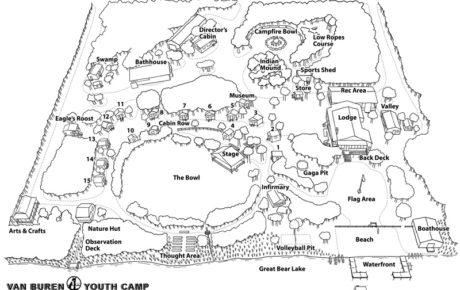 Director's
Cabin
Campfire Bowl
Low Ropes
Course
Swamp
Bathhouse
Indian
Mound
Sports Shed
Store
Rec Area
Museum
Valley
11
8
7
6
5
Eagle's Roost
12
Cabin Row
4
Lodge
10
9
3
2
13
14
15
Stage
1
Back Deck
Gaga Pit
The Bowl
Infirmary
Flag Area
Arts & Crafts
Nature Hut
Observation
Deck
Thought Area
Volleyball Pit
Beach
Boathouse
Great Bear Lake
Waterfront
VAN BUREN YOUTH CAMP